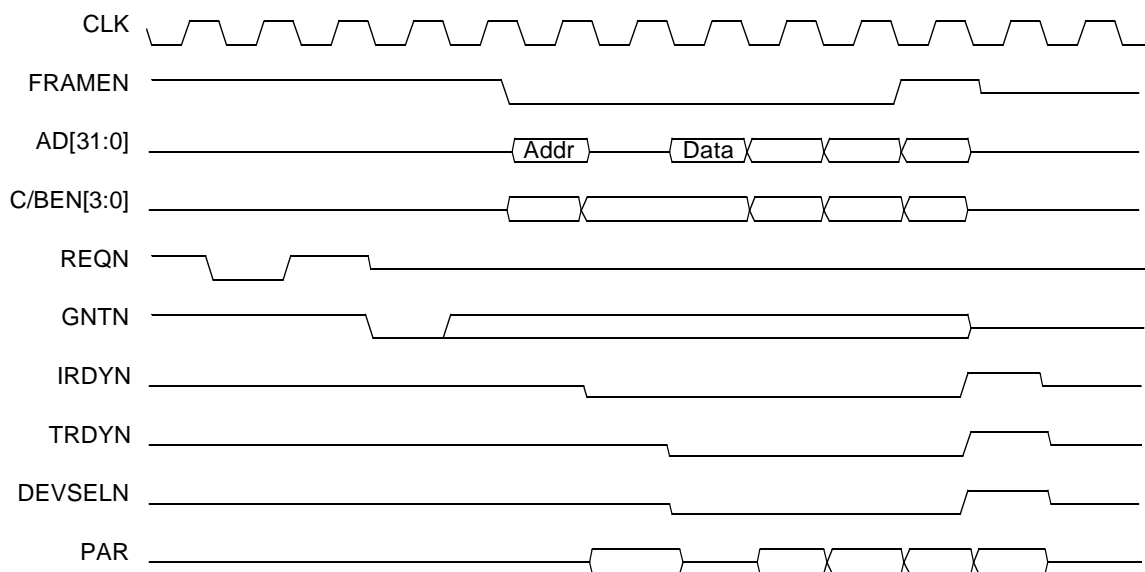 CLK
FRAMEN
AD[31:0]
Addr Data
C/BEN[3:0]
REQN
GNTN
IRDYN
TRDYN
DEVSELN
PAR